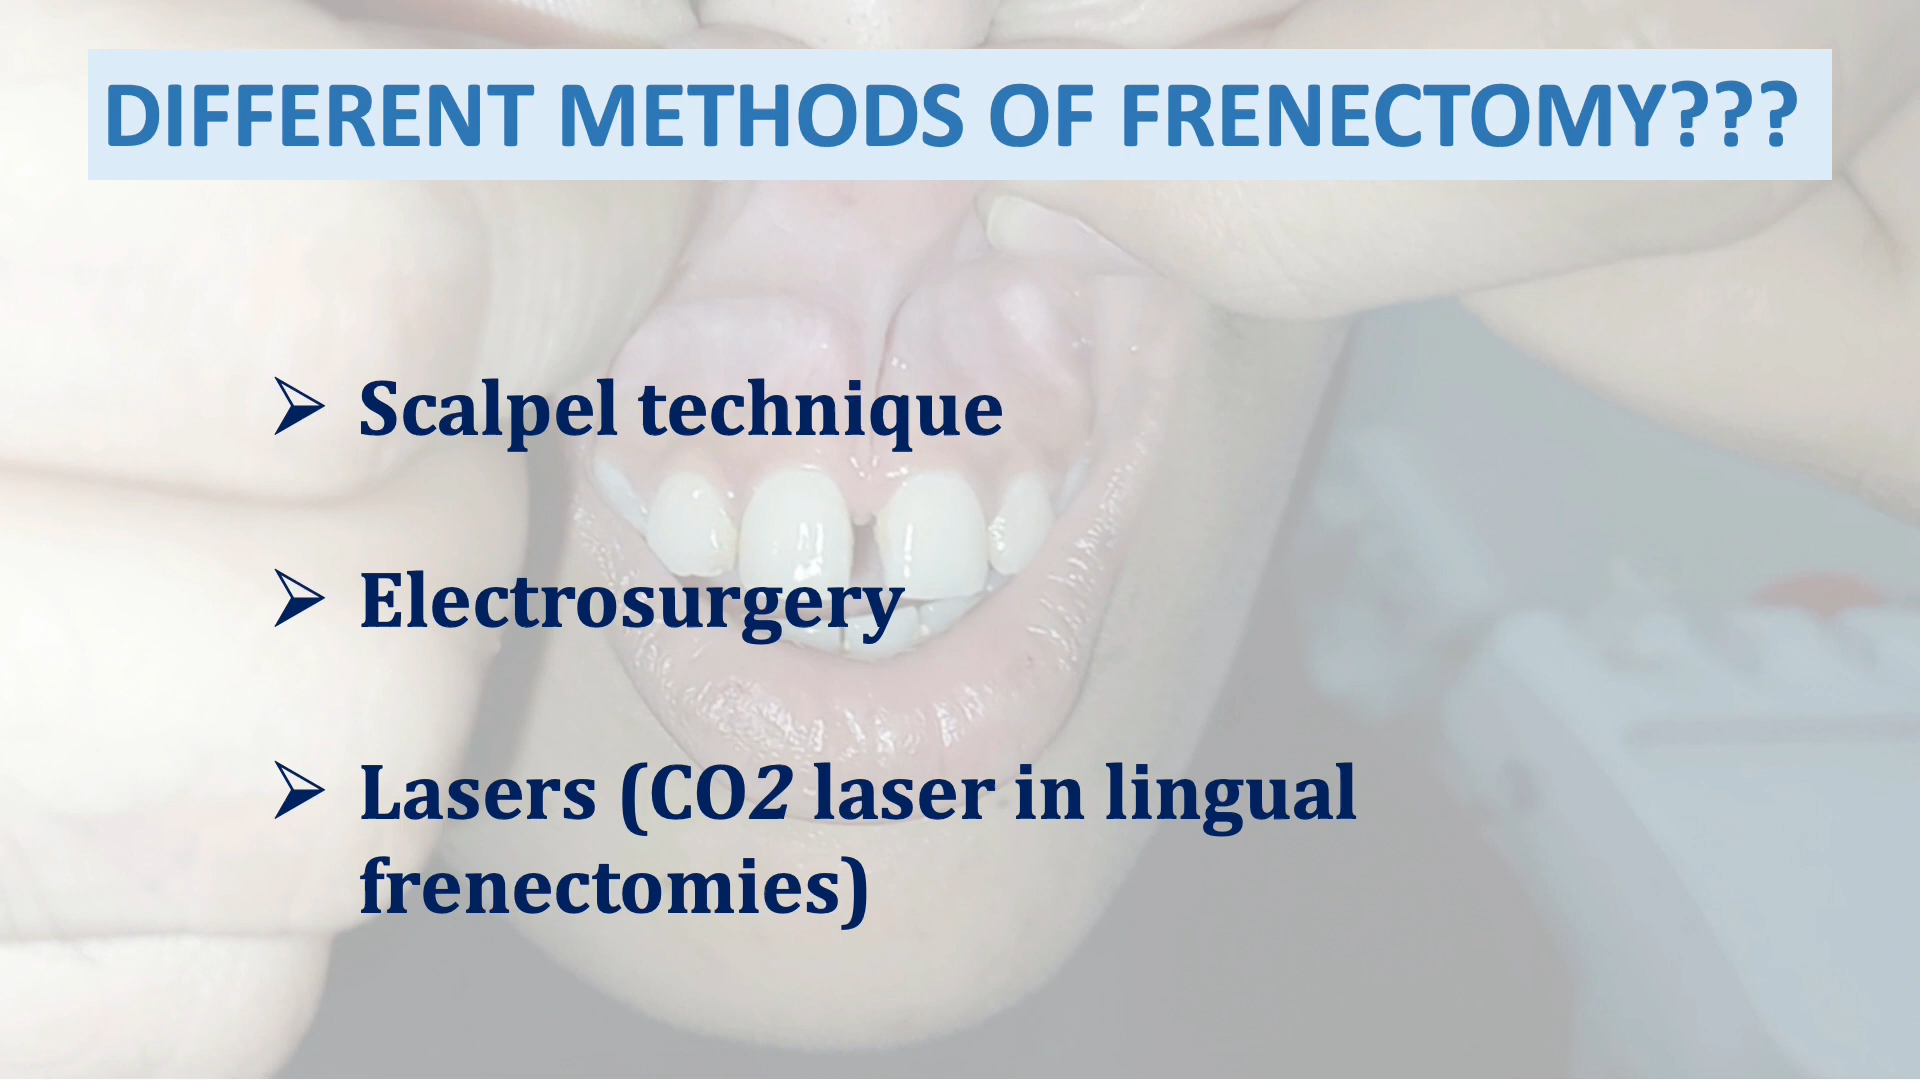 DIFFERENT METHODS OF FRENECTOMY???
➢ Scalpel technique
➢ Electrosurgery
➢ Lasers (CO2 laser in lingual
frenectomies)